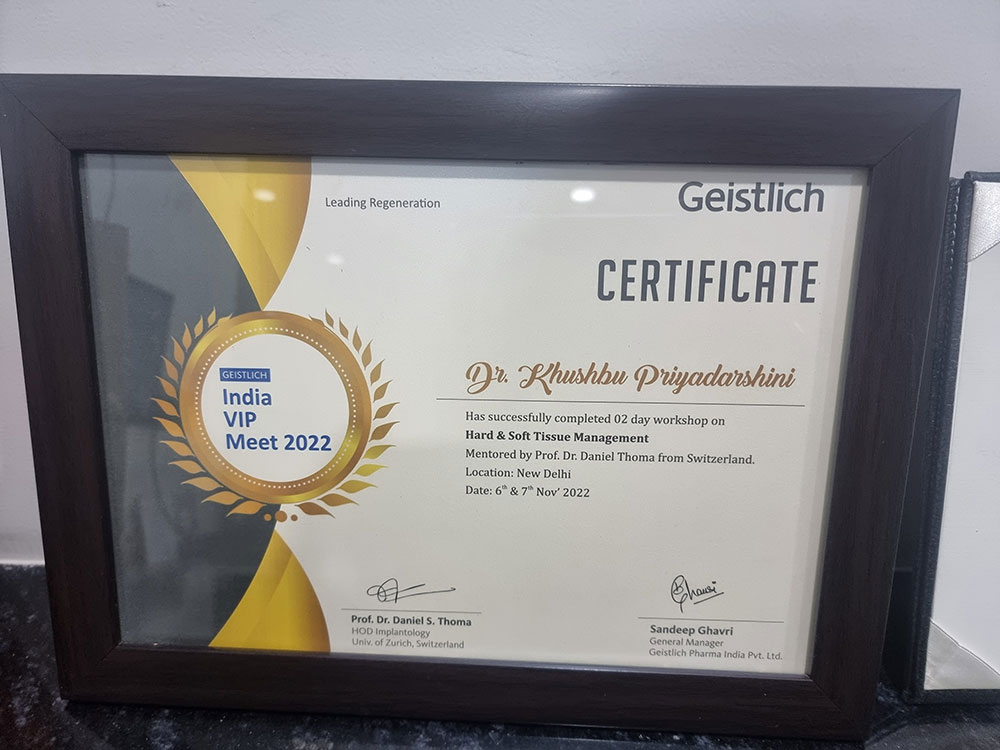 Leading Regeneration
Geistlich
CERTIFICATE
GEISTLICH
India
VIP
Meet 2022
Dr. Khushbu Priyadarshini
Has successfully completed 02 day workshop on
Hard & Soft Tissue Management
Mentored by Prof. Dr. Daniel Thoma from Switzerland.
Location: New Delhi
Date: 6th & 7th Nov' 2022
Prof. Dr. Daniel S. Thoma
HOD Implantology
Univ. of Zurich, Switzerland
Sandeep Ghavri
General Manager
Geistlich Pharma India Pvt. Ltd.